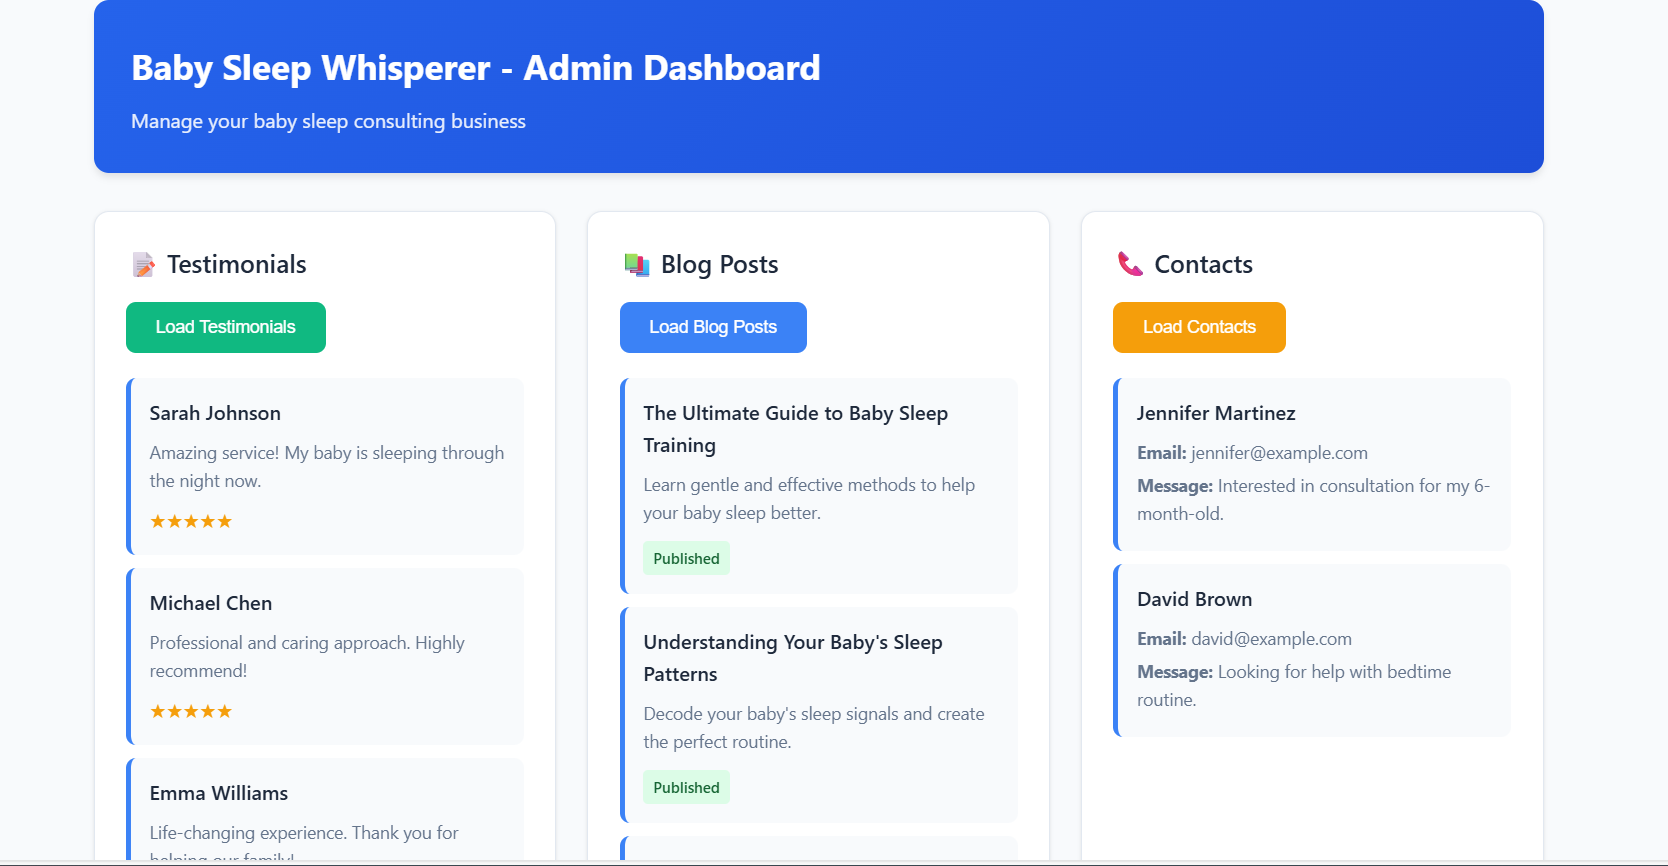 Baby Sleep Whisperer - Admin Dashboard
Manage your baby sleep consulting business
Testimonials
Load Testimonials
Sarah Johnson
Amazing service! My baby is sleeping through
the night now.
★★★★★
Michael Chen
Professional and caring approach. Highly
recommend!
★★★★★
Emma Williams
Life-changing experience. Thank you for
helping our family!
Blog Posts
Load Blog Posts
The Ultimate Guide to Baby Sleep
Training
Learn gentle and effective methods to help
your baby sleep better.
Published
Understanding Your Baby's Sleep
Patterns
Decode your baby's sleep signals and create
the perfect routine.
Published
Contacts
Load Contacts
Jennifer Martinez
Email: jennifer@example.com
Message: Interested in consultation for my 6-
month-old.
David Brown
Email: david@example.com
Message: Looking for help with bedtime
routine.